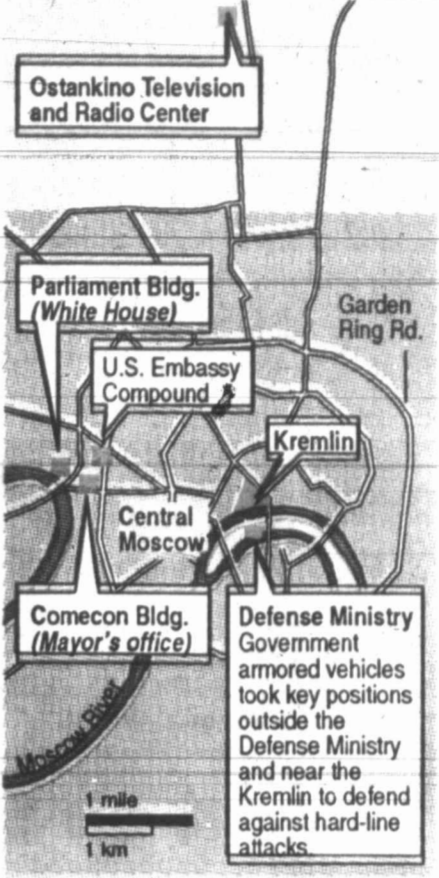 Ostankino Television
and Radio Center
Parliament Bldg.
(White House)
Garden
Ring Rd.
U.S. Embassy
Compound
Kremlin
Central
Moscow
Comecon Bldg.
(Mayor's office)
Defense Ministry
Government
armored vehicles
took key positions
outside the
Defense Ministry
and near the
Kremlin to defend
against hard-line
attacks.
Moscow River
1 mile
1 km